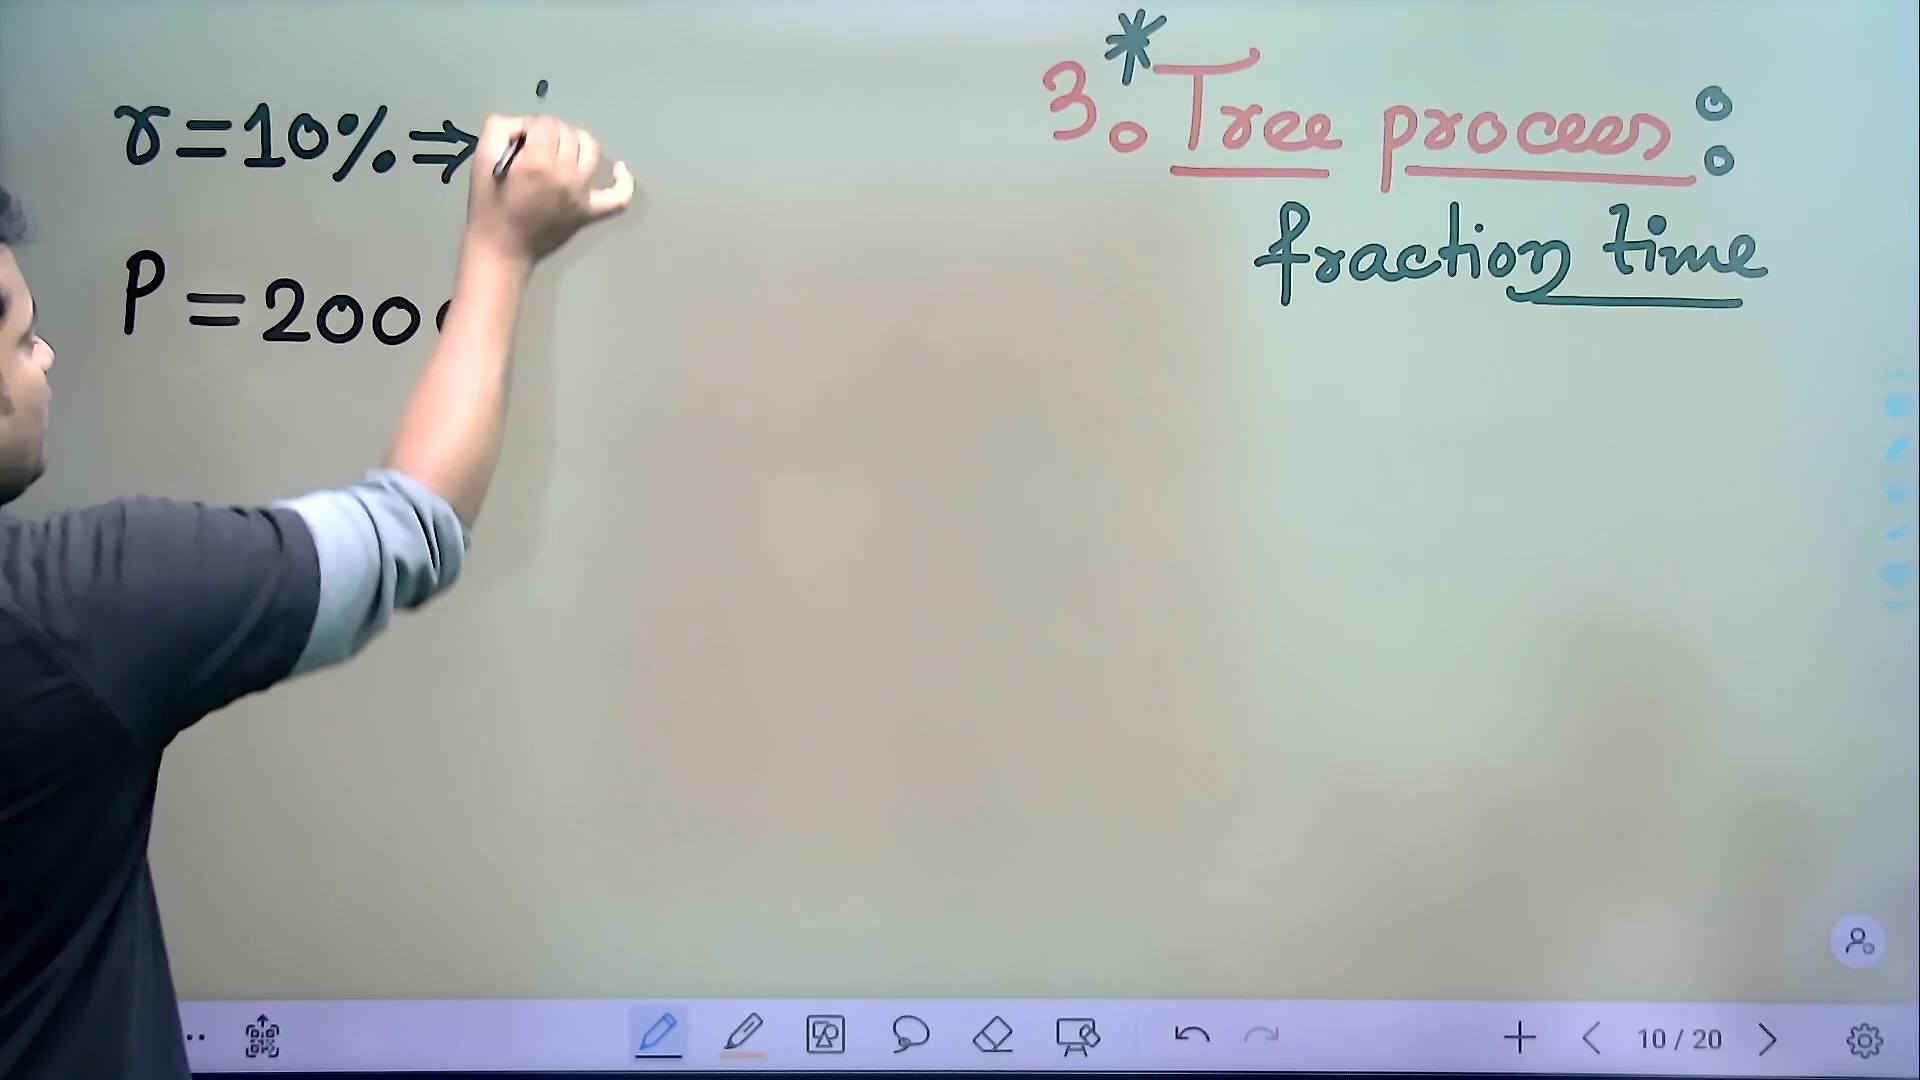 r=10%⇒
P=200
3. *Tree process:
fraction time
10 / 20